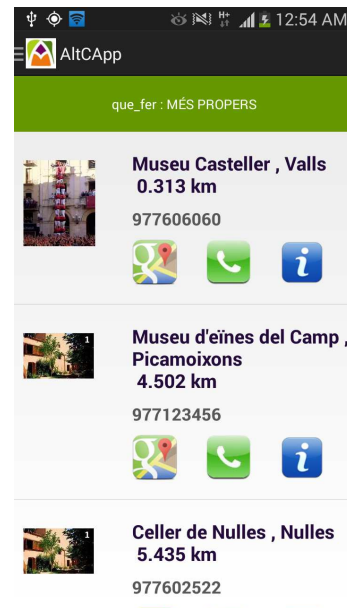 H+
12:54 AM
AltCApp
que_fer : MÉS PROPERS
Museu Casteller , Valls
0.313 km
977606060
1
Museu d'eïnes del Camp ,
Picamoixons
4.502 km
977123456
1
Celler de Nulles , Nulles
5.435 km
977602522